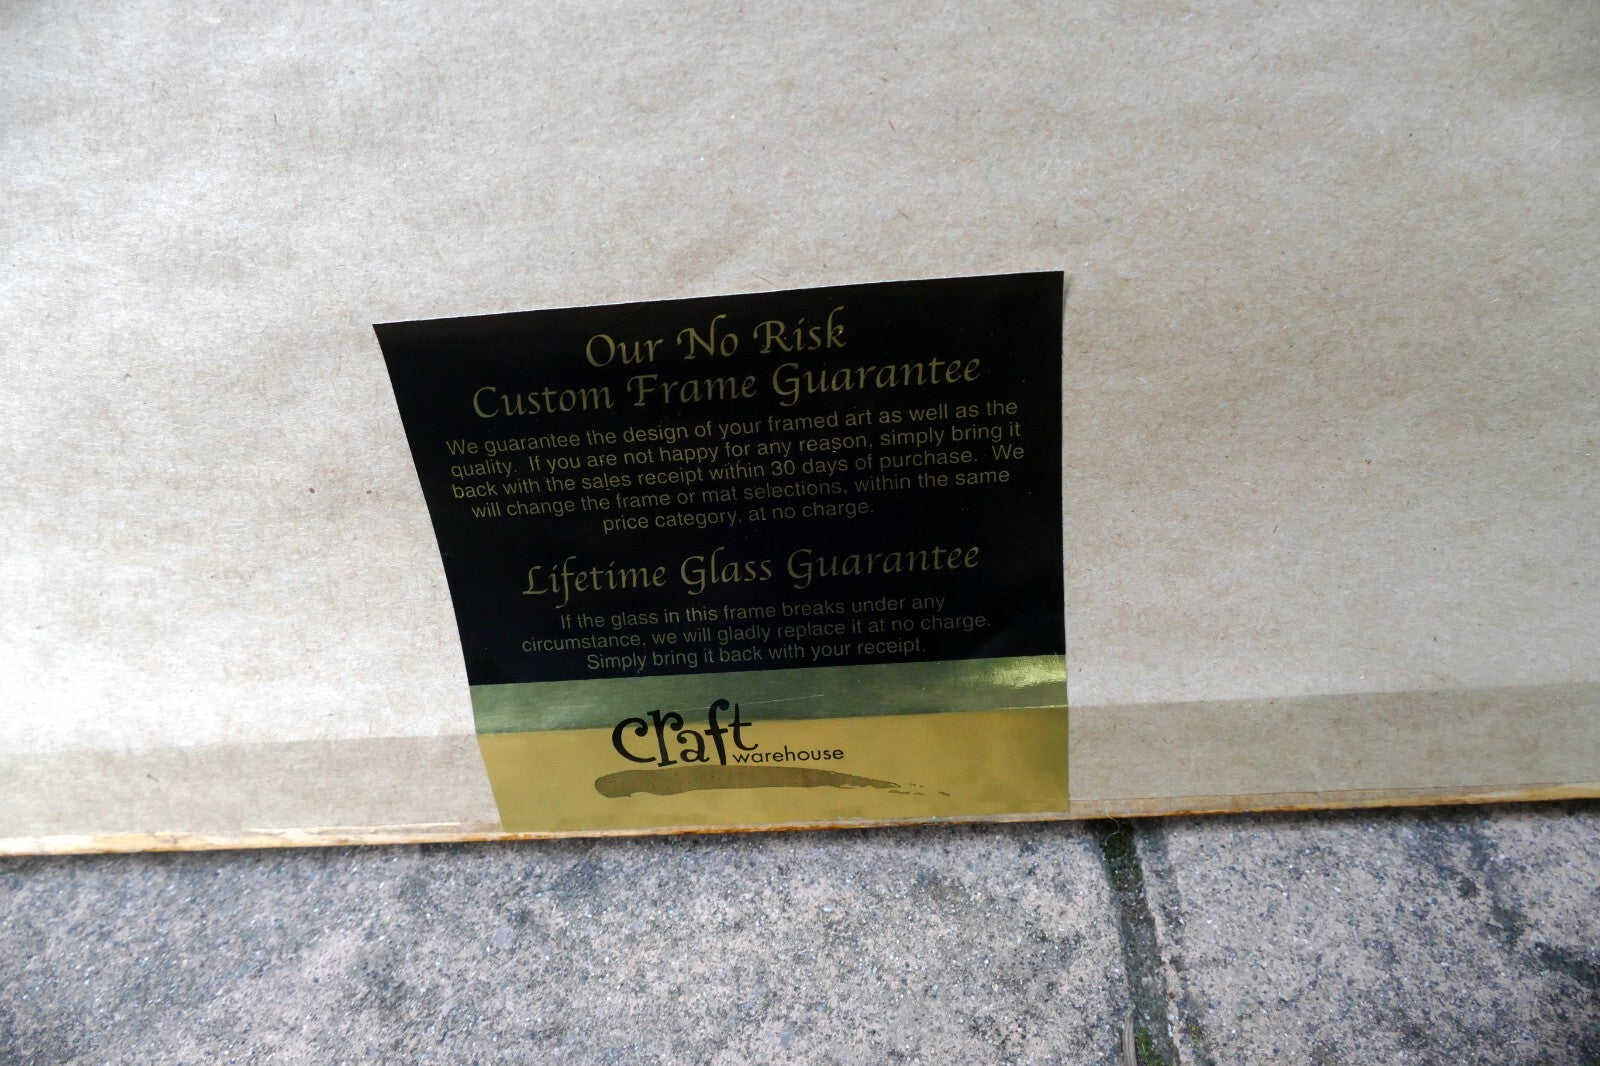 Our No Risk
Custom Frame Guarantee
We guarantee the design of your framed art as well as the
quality. If you are not happy for any reason, simply bring it
back with the sales receipt within 30 days of purchase. We
will change the frame or mat selections, within the same
price category, at no charge.
Lifetime Glass Guarantee
If the glass in this frame breaks under any
circumstance, we will gladly replace it at no charge.
Simply bring it back with your receipt.
craft
warehouse